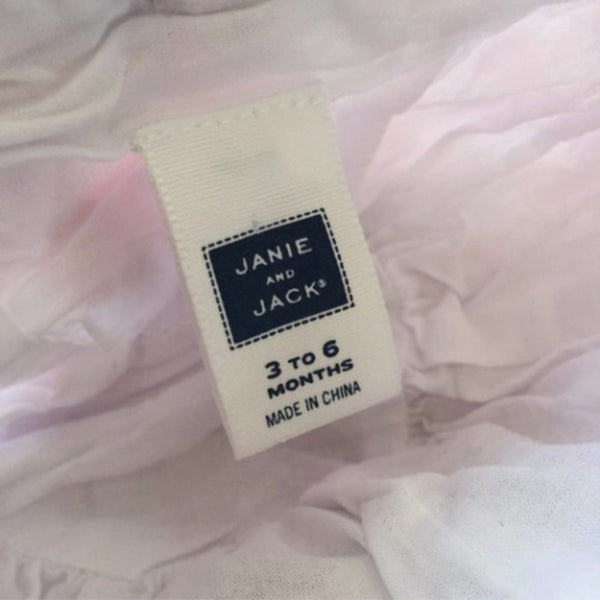 JANIE
AND
JACK®
3 TO 6
MONTHS
MADE IN CHINA